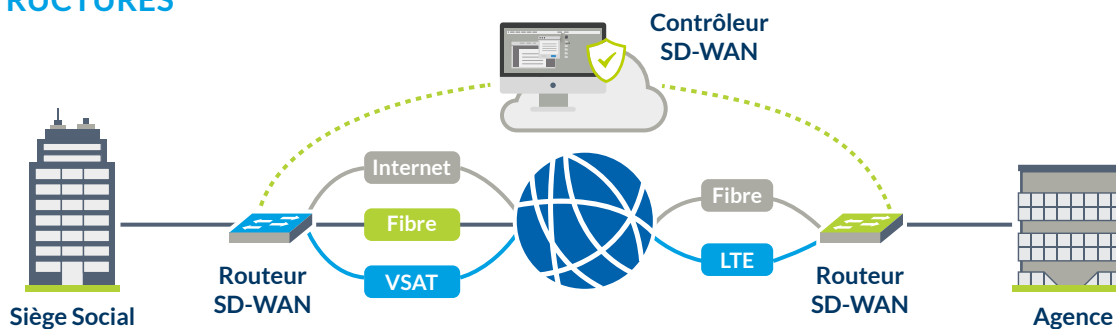 RUCTURES
Contrôleur
SD-WAN
Internet
Fibre
VSAT
Fibre
LTE
Routeur
SD-WAN
Routeur
SD-WAN
Siège Social
Agence